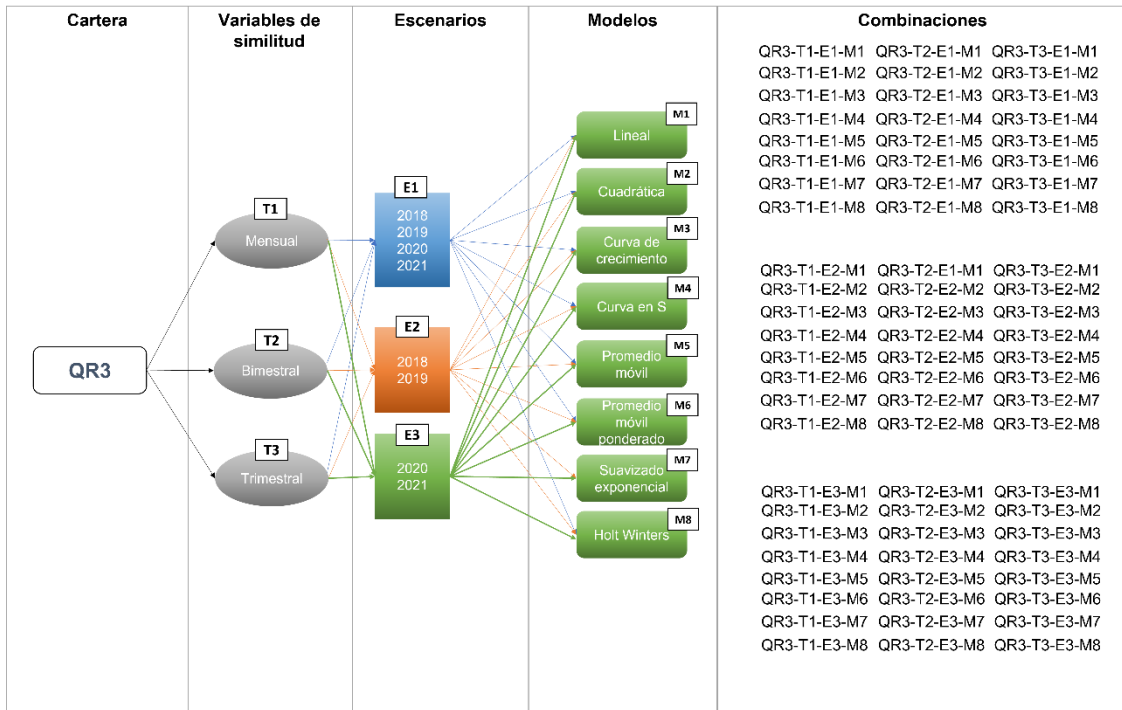 Cartera
Variables de
similitud
Escenarios
Modelos
Combinaciones
QR3
T1
Mensual
T2
Bimestral
T3
Trimestral
E1
2018
2019
2020
2021
E2
2018
2019
E3
2020
2021
M1
Lineal
M2
Cuadrática
M3
Curva de
crecimiento
M4
Curva en S
M5
Promedio
móvil
M6
Promedio
móvil
ponderado
M7
Suavizado
exponencial
M8
Holt Winters
QR3-T1-E1-M1 QR3-T2-E1-M1 QR3-T3-E1-M1
QR3-T1-E1-M2 QR3-T2-E1-M2 QR3-T3-E1-M2
QR3-T1-E1-M3 QR3-T2-E1-M3 QR3-T3-E1-M3
QR3-T1-E1-M4 QR3-T2-E1-M4 QR3-T3-E1-M4
QR3-T1-E1-M5 QR3-T2-E1-M5 QR3-T3-E1-M5
QR3-T1-E1-M6 QR3-T2-E1-M6 QR3-T3-E1-M6
QR3-T1-E1-M7 QR3-T2-E1-M7 QR3-T3-E1-M7
QR3-T1-E1-M8 QR3-T2-E1-M8 QR3-T3-E1-M8
QR3-T1-E2-M1 QR3-T2-E1-M1 QR3-T3-E2-M1
QR3-T1-E2-M2 QR3-T2-E2-M2 QR3-T3-E2-M2
QR3-T1-E2-M3 QR3-T2-E2-M3 QR3-T3-E2-M3
QR3-T1-E2-M4 QR3-T2-E2-M4 QR3-T3-E2-M4
QR3-T1-E2-M5 QR3-T2-E2-M5 QR3-T3-E2-M5
QR3-T1-E2-M6 QR3-T2-E2-M6 QR3-T3-E2-M6
QR3-T1-E2-M7 QR3-T2-E2-M7 QR3-T3-E2-M7
QR3-T1-E2-M8 QR3-T2-E2-M8 QR3-T3-E2-M8
QR3-T1-E3-M1 QR3-T2-E3-M1 QR3-T3-E3-M1
QR3-T1-E3-M2 QR3-T2-E3-M2 QR3-T3-E3-M2
QR3-T1-E3-M3 QR3-T2-E3-M3 QR3-T3-E3-M3
QR3-T1-E3-M4 QR3-T2-E3-M4 QR3-T3-E3-M4
QR3-T1-E3-M5 QR3-T2-E3-M5 QR3-T3-E3-M5
QR3-T1-E3-M6 QR3-T2-E3-M6 QR3-T3-E3-M6
QR3-T1-E3-M7 QR3-T2-E3-M7 QR3-T3-E3-M7
QR3-T1-E3-M8 QR3-T2-E3-M8 QR3-T3-E3-M8